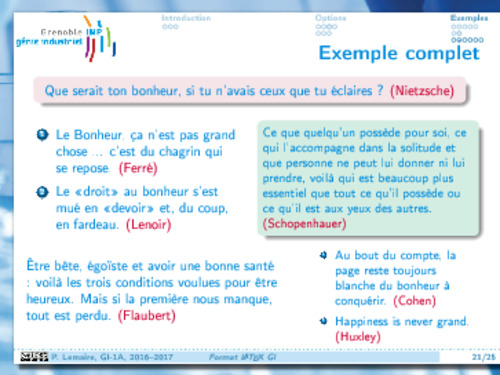 Grenoble INP
génie industriel
Introduction
Options
Exemples
Exemple complet
Que serait ton bonheur, si tu n'avais ceux que tu éclaires ? (Nietzsche)
Le Bonheur, ça n'est pas grand
chose ... c'est du chagrin qui
se repose. (Ferré)
Le «droit» au bonheur s'est
mué en «devoir» et, du coup,
en fardeau. (Lenoir)
Ce que quelqu'un possède pour soi, ce
qui l'accompagne dans la solitude et
que personne ne peut lui donner ni lui
prendre, voilà qui est beaucoup plus
essentiel que tout ce qu'il possède ou
ce qu'il est aux yeux des autres.
(Schopenhauer)
Être bête, égoïste et avoir une bonne santé
: voilà les trois conditions voulues pour être
heureux. Mais si la première nous manque,
tout est perdu. (Flaubert)
Au bout du compte, la
page reste toujours
blanche du bonheur à
conquérir. (Cohen)
Happiness is never grand.
(Huxley)
P. Lemaire, GI-1A, 2016–2017
Format LATEX GI
21/25